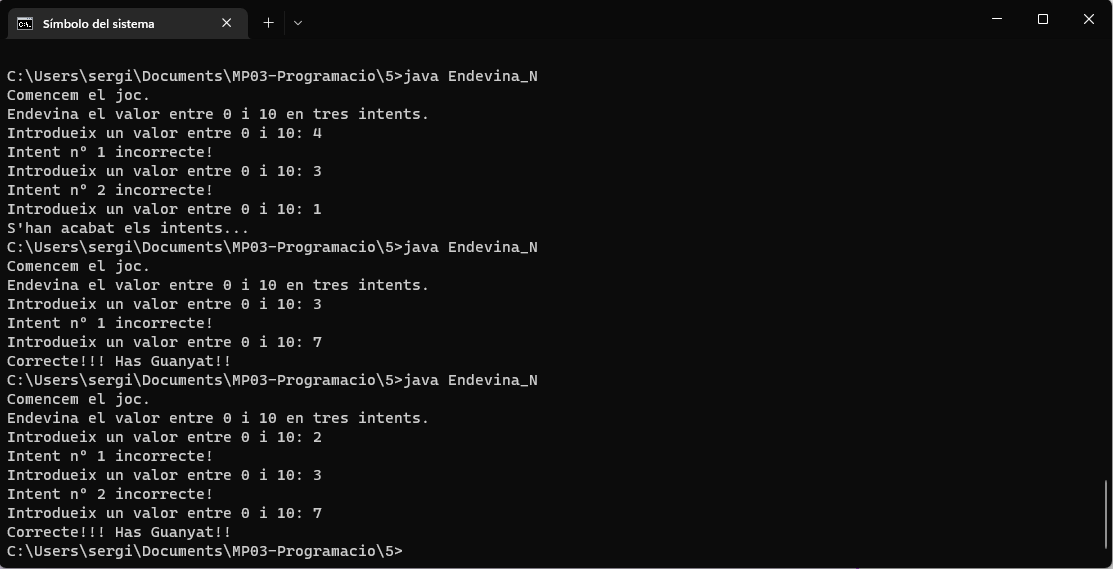 Símbolo del sistema
C:\Users\sergi\Documents\MP03-Programacio\5>java Endevina_N
Comencem el joc.
Endevina el valor entre 0 i 10 en tres intents.
Introdueix un valor entre 0 i 10: 4
Intent nº 1 incorrecte!
Introdueix un valor entre 0 i 10: 3
Intent nº 2 incorrecte!
Introdueix un valor entre 0 i 10: 1
S'han acabat els intents...
C:\Users\sergi\Documents\MP03-Programacio\5>java Endevina_N
Comencem el joc.
Endevina el valor entre 0 i 10 en tres intents.
Introdueix un valor entre 0 i 10: 3
Intent nº 1 incorrecte!
Introdueix un valor entre 0 i 10: 7
Correcte!!! Has Guanyat!!
C:\Users\sergi\Documents\MP03-Programacio\5>java Endevina_N
Comencem el joc.
Endevina el valor entre 0 i 10 en tres intents.
Introdueix un valor entre 0 i 10: 2
Intent nº 1 incorrecte!
Introdueix un valor entre 0 i 10: 3
Intent nº 2 incorrecte!
Introdueix un valor entre 0 i 10: 7
Correcte!!! Has Guanyat!!
C:\Users\sergi\Documents\MP03-Programacio\5>